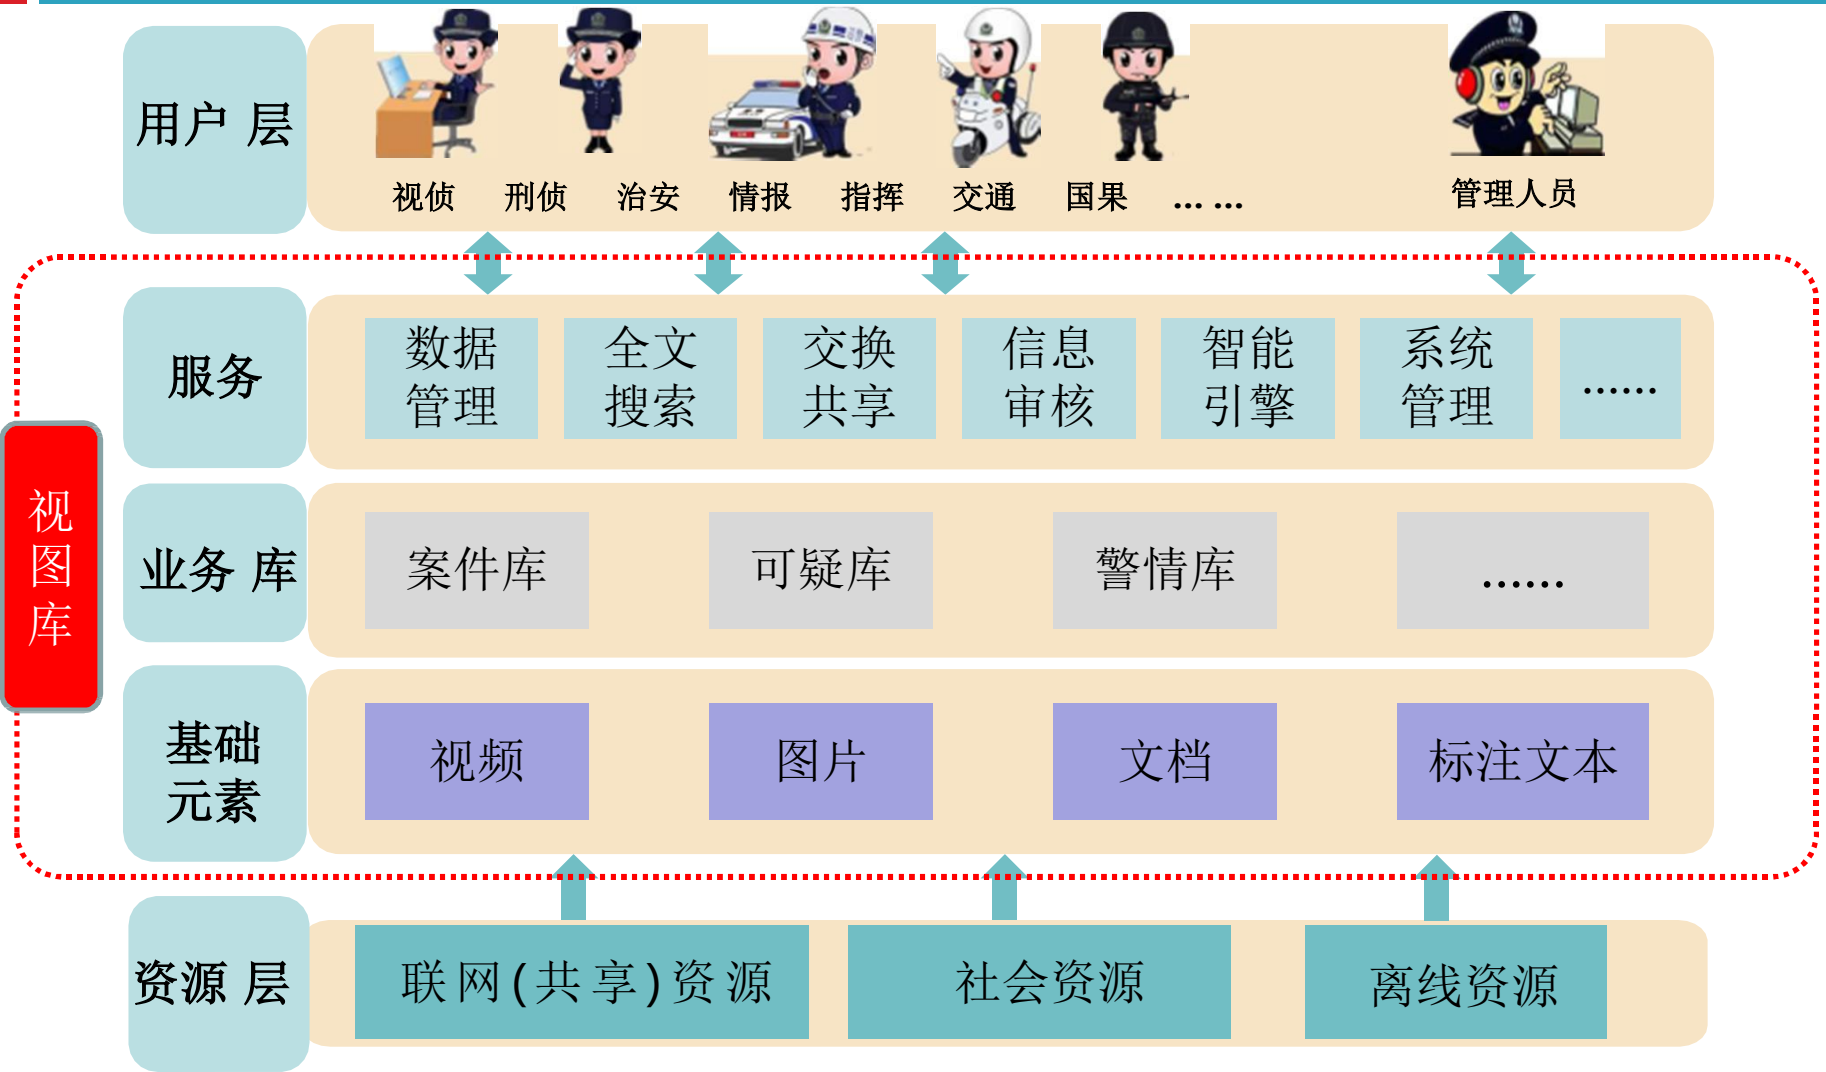 用户 层
视侦 刑侦 治安 情报 指挥 交通 国果 ... ...
管理人员
服务
数据
管理
全文
搜索
交换
共享
信息
审核
智能
引擎
系统
管理
......
视
图
库
业务 库
案件库
可疑库
警情库
......
基础
元素
视频
图片
文档
标注文本
资源 层
联网(共享)资源
社会资源
离线资源